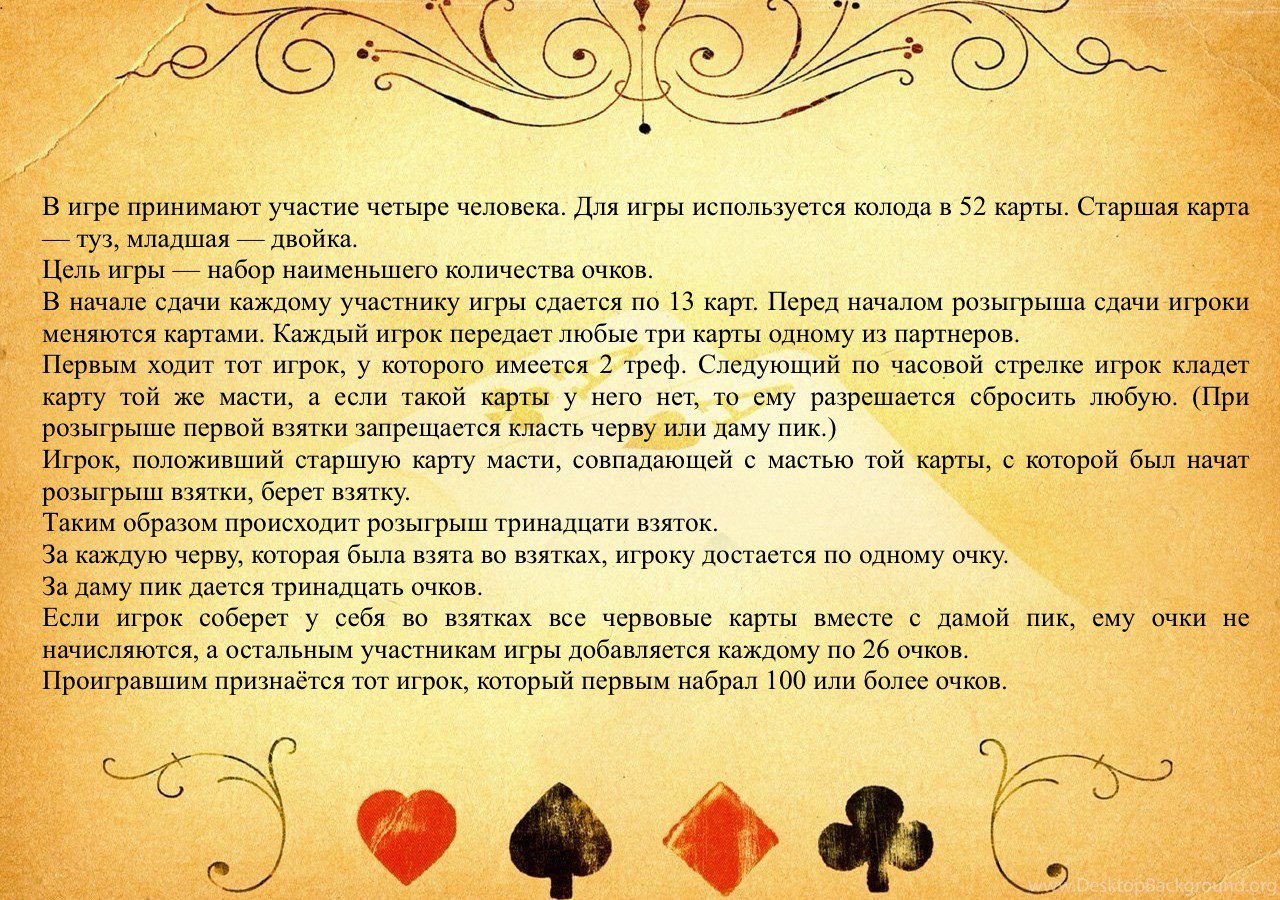 В игре принимают участие четыре человека. Для игры используется колода в 52 карты. Старшая карта
— туз, младшая — двойка.
Цель игры — набор наименьшего количества очков.
В начале сдачи каждому участнику игры сдается по 13 карт. Перед началом розыгрыша сдачи игроки
меняются картами. Каждый игрок передает любые три карты одному из партнеров.
Первым ходит тот игрок, у которого имеется 2 треф. Следующий по часовой стрелке игрок кладет
карту той же масти, а если такой карты у него нет, то ему разрешается сбросить любую. (При
розыгрыше первой взятки запрещается класть черву или даму пик.)
Игрок, положивший старшую карту масти, совпадающей с мастью той карты, с которой был начат
розыгрыш взятки, берет взятку.
Таким образом происходит розыгрыш тринадцати взяток.
За каждую черву, которая была взята во взятках, игроку достается по одному очку.
За даму пик дается тринадцать очков.
Если игрок соберет у себя во взятках все червовые карты вместе с дамой пик, ему очки не
начисляются, а остальным участникам игры добавляется каждому по 26 очков.
Проигравшим признаётся тот игрок, который первым набрал 100 или более очков.
www.DesktopBackground.org